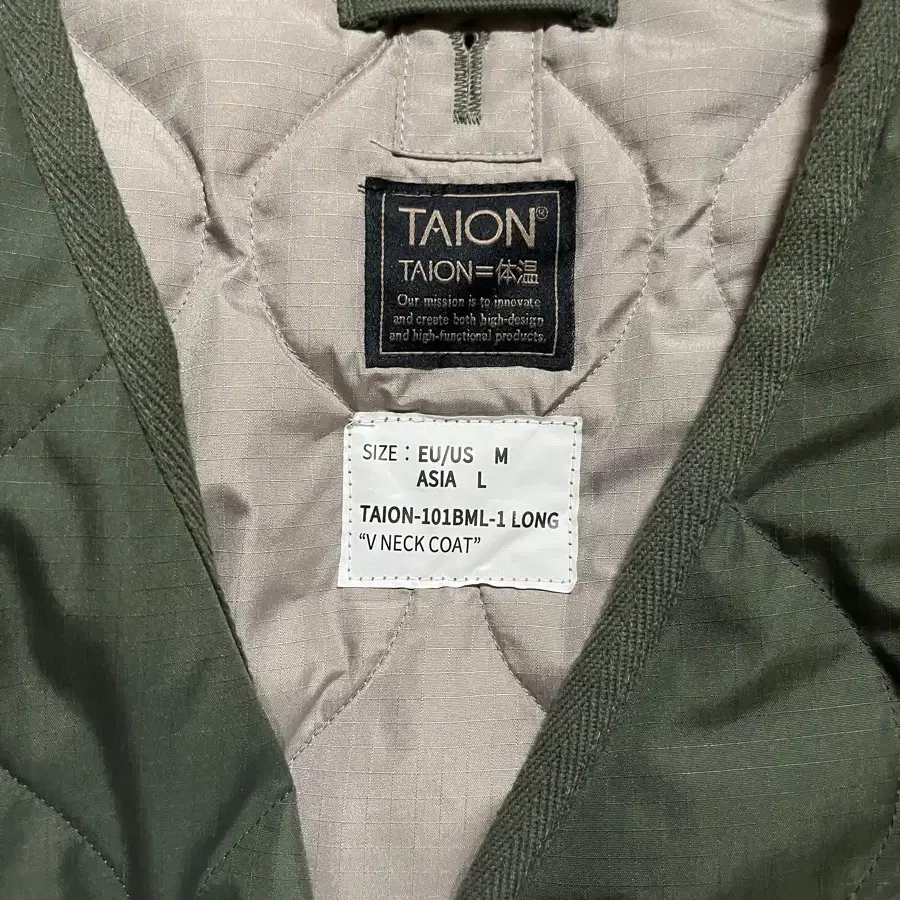 TAION®
TAION=体温
Our mission is to innovate
and create both high-design
and high-functional products.
SIZE : EU/US M
ASIA L
TAION-101BML-1 LONG
“V NECK COAT”